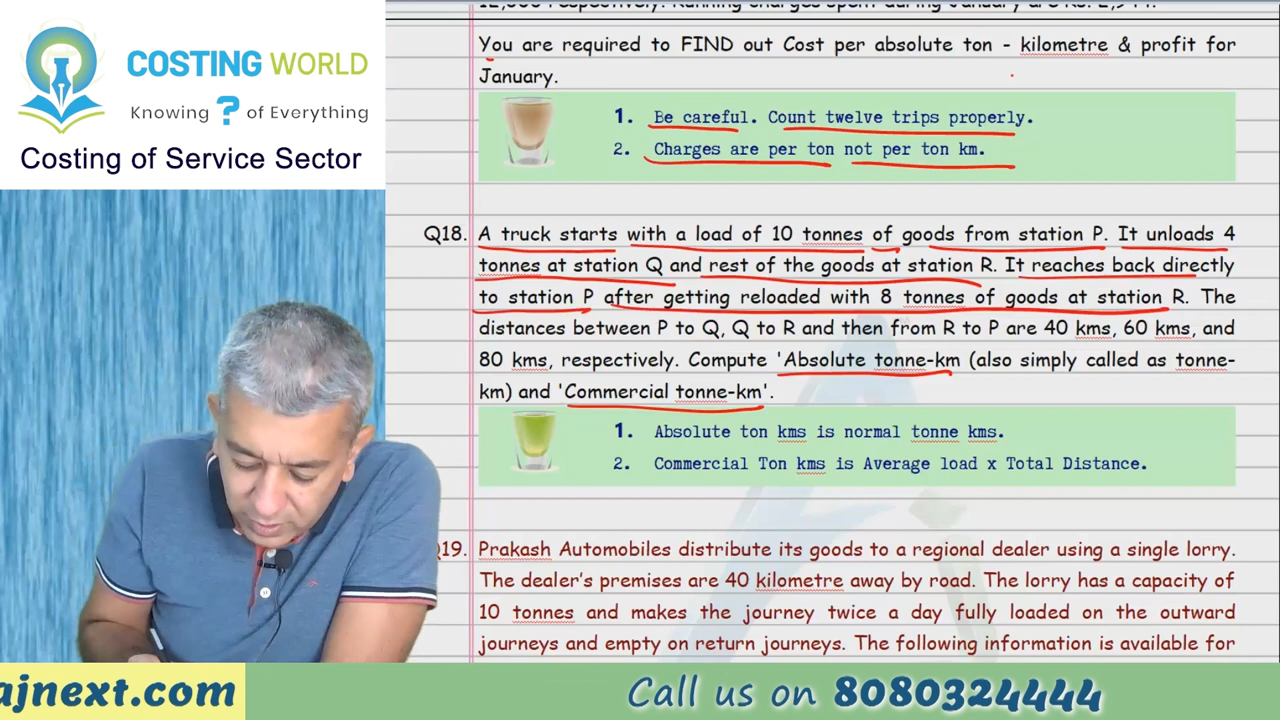 COSTING WORLD
Knowing ? of Everything
Costing of Service Sector
You are required to FIND out Cost per absolute ton - kilometre & profit for
January.
1. Be careful. Count twelve trips properly.
2. Charges are per ton not per ton km.
Q18. A truck starts with a load of 10 tonnes of goods from station P. It unloads 4
tonnes at station Q and rest of the goods at station R. It reaches back directly
to station P after getting reloaded with 8 tonnes of goods at station R. The
distances between P to Q, Q to R and then from R to P are 40 kms, 60 kms, and
80 kms, respectively. Compute 'Absolute tonne-km (also simply called as tonne-
km) and 'Commercial tonne-km'.
1. Absolute ton kms is normal tonne kms.
2. Commercial Ton kms is Average load x Total Distance.
Q19. Prakash Automobiles distribute its goods to a regional dealer using a single lorry.
The dealer's premises are 40 kilometre away by road. The lorry has a capacity of
10 tonnes and makes the journey twice a day fully loaded on the outward
journeys and empty on return journeys. The following information is available for
ajnext.com
Call us on 8080324444